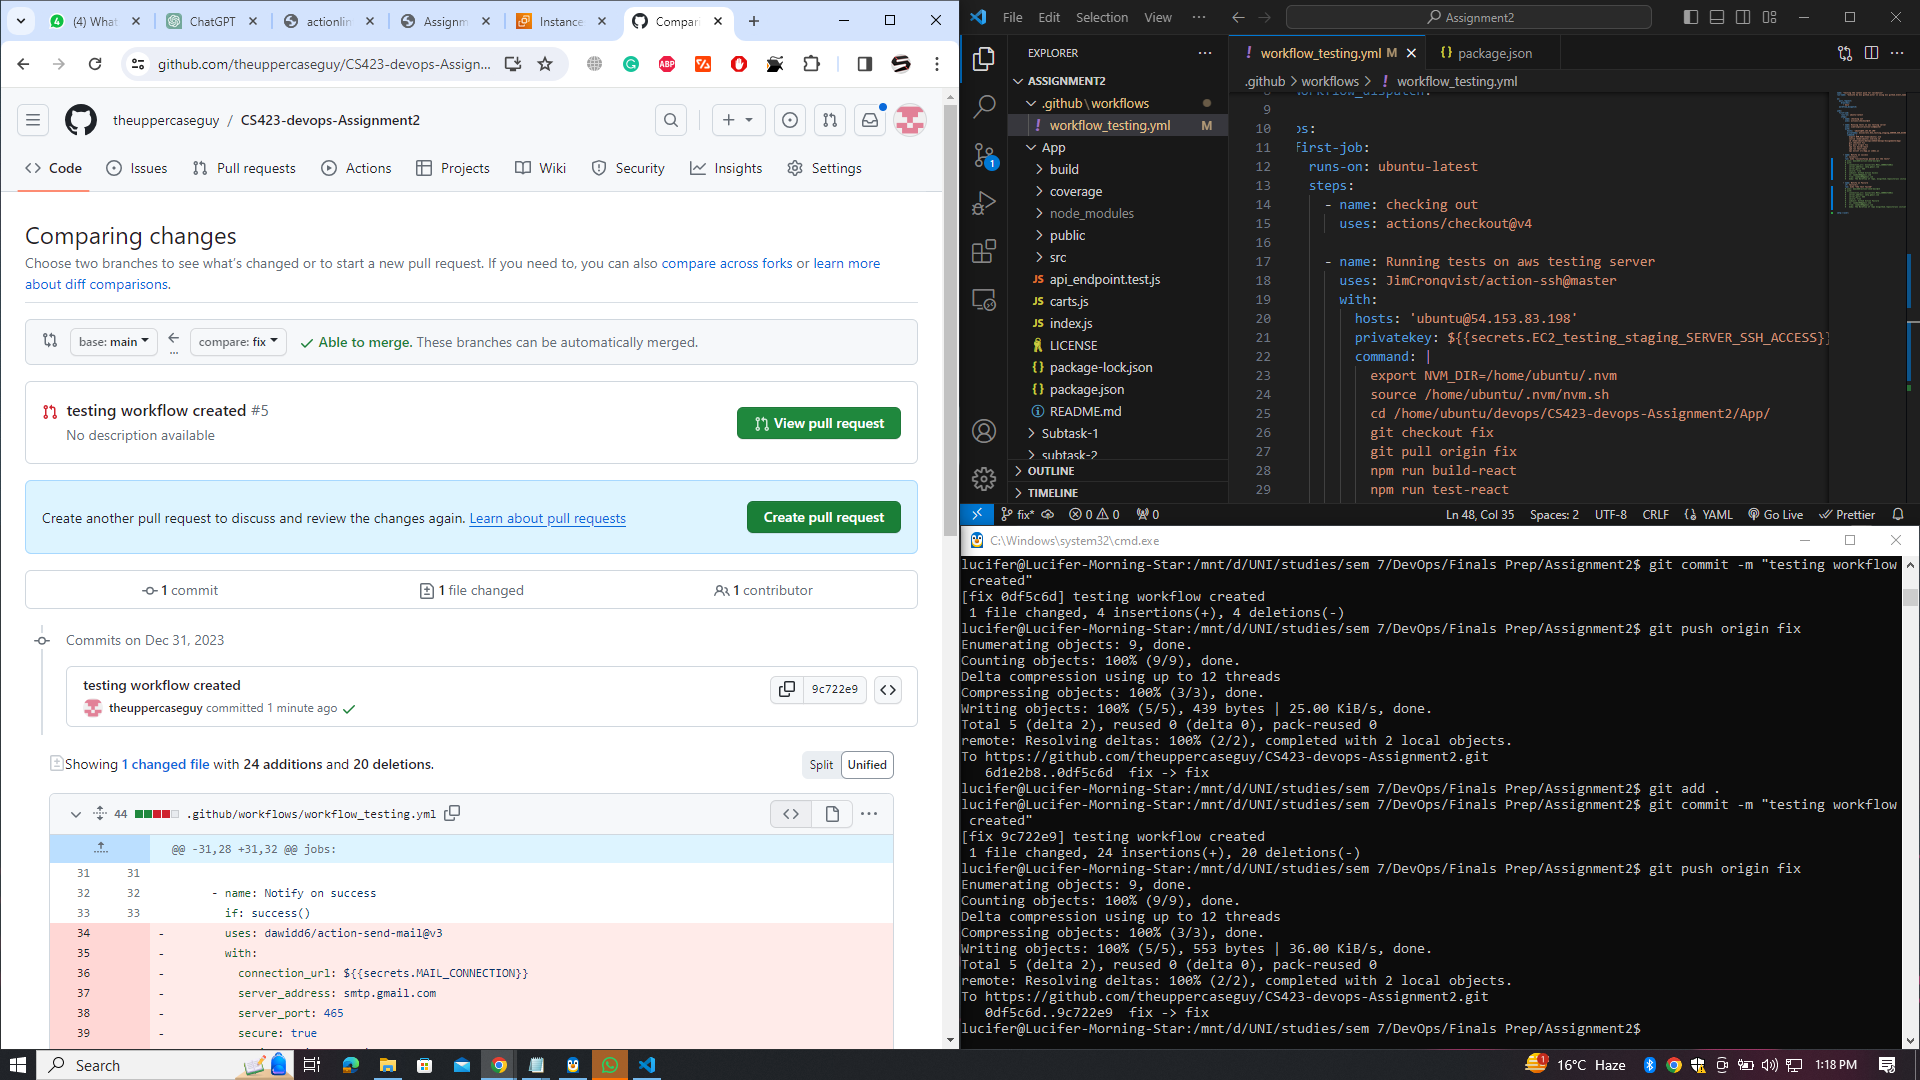 (4) What
ChatGPT
actionlin
Assignm
Instance
Compari
github.com/theuppercaseguy/CS423-devops-Assign...
theuppercaseguy / CS423-devops-Assignment2
Code
Issues
Pull requests
Actions
Projects
Wiki
Security
Insights
Settings
Comparing changes
Choose two branches to see what's changed or to start a new pull request. If you need to, you can also compare across forks or learn more
about diff comparisons.
base: main
...
compare: fix
Able to merge. These branches can be automatically merged.
testing workflow created #5
No description available
View pull request
Create another pull request to discuss and review the changes again. Learn about pull requests
Create pull request
1 commit
1 file changed
1 contributor
Commits on Dec 31, 2023
testing workflow created
theuppercaseguy committed 1 minute ago
9c722e9
Showing 1 changed file with 24 additions and 20 deletions.
Split
Unified
44 .github/workflows/workflow_testing.yml
@@ -31,28 +31,32 @@ jobs:
31 31
32 32 - name: Notify on success
33 33 if: success()
34 - uses: dawidd6/action-send-mail@v3
35 - with:
36 - connection_url: ${{secrets.MAIL_CONNECTION}}
37 - server_address: smtp.gmail.com
38 - server_port: 465
39 - secure: true
File Edit Selection View ...
Assignment2
EXPLORER
ASSIGNMENT2
.github\workflows
workflow_testing.yml M
App
build
coverage
node_modules
public
src
JS api_endpoint.test.js
JS carts.js
JS index.js
LICENSE
{} package-lock.json
{} package.json
README.md
Subtask-1
subtask-2
OUTLINE
TIMELINE
1
! workflow_testing.yml M
{} package.json
.github > workflows > ! workflow_testing.yml
8 workflow_dispatch:
9
10 os:
11 first-job:
12 runs-on: ubuntu-latest
13 steps:
14 - name: checking out
15 uses: actions/checkout@v4
16
17 - name: Running tests on aws testing server
18 uses: JimCronqvist/action-ssh@master
19 with:
20 hosts: 'ubuntu@54.153.83.198'
21 privatekey: ${{secrets.EC2_testing_staging_SERVER_SSH_ACCESS}}
22 command: |
23 export NVM_DIR=/home/ubuntu/.nvm
24 source /home/ubuntu/.nvm/nvm.sh
25 cd /home/ubuntu/devops/CS423-devops-Assignment2/App/
26 git checkout fix
27 git pull origin fix
28 npm run build-react
29 npm run test-react
fix* 0 0 0 Ln 48, Col 35 Spaces: 2 UTF-8 CRLF YAML Go Live Prettier
C:\Windows\system32\cmd.exe
lucifer@Lucifer-Morning-Star:/mnt/d/UNI/studies/sem 7/DevOps/Finals Prep/Assignment2$ git commit -m "testing workflow
created"
[fix 0df5c6d] testing workflow created
1 file changed, 4 insertions(+), 4 deletions(-)
lucifer@Lucifer-Morning-Star:/mnt/d/UNI/studies/sem 7/DevOps/Finals Prep/Assignment2$ git push origin fix
Enumerating objects: 9, done.
Counting objects: 100% (9/9), done.
Delta compression using up to 12 threads
Compressing objects: 100% (3/3), done.
Writing objects: 100% (5/5), 439 bytes | 25.00 KiB/s, done.
Total 5 (delta 2), reused 0 (delta 0), pack-reused 0
remote: Resolving deltas: 100% (2/2), completed with 2 local objects.
To https://github.com/theuppercaseguy/CS423-devops-Assignment2.git
6d1e2b8..0df5c6d fix -> fix
lucifer@Lucifer-Morning-Star:/mnt/d/UNI/studies/sem 7/DevOps/Finals Prep/Assignment2$ git add .
lucifer@Lucifer-Morning-Star:/mnt/d/UNI/studies/sem 7/DevOps/Finals Prep/Assignment2$ git commit -m "testing workflow
created"
[fix 9c722e9] testing workflow created
1 file changed, 24 insertions(+), 20 deletions(-)
lucifer@Lucifer-Morning-Star:/mnt/d/UNI/studies/sem 7/DevOps/Finals Prep/Assignment2$ git push origin fix
Enumerating objects: 9, done.
Counting objects: 100% (9/9), done.
Delta compression using up to 12 threads
Compressing objects: 100% (3/3), done.
Writing objects: 100% (5/5), 553 bytes | 36.00 KiB/s, done.
Total 5 (delta 2), reused 0 (delta 0), pack-reused 0
remote: Resolving deltas: 100% (2/2), completed with 2 local objects.
To https://github.com/theuppercaseguy/CS423-devops-Assignment2.git
0df5c6d..9c722e9 fix -> fix
lucifer@Lucifer-Morning-Star:/mnt/d/UNI/studies/sem 7/DevOps/Finals Prep/Assignment2$
Search
16°C Haze
1:18 PM